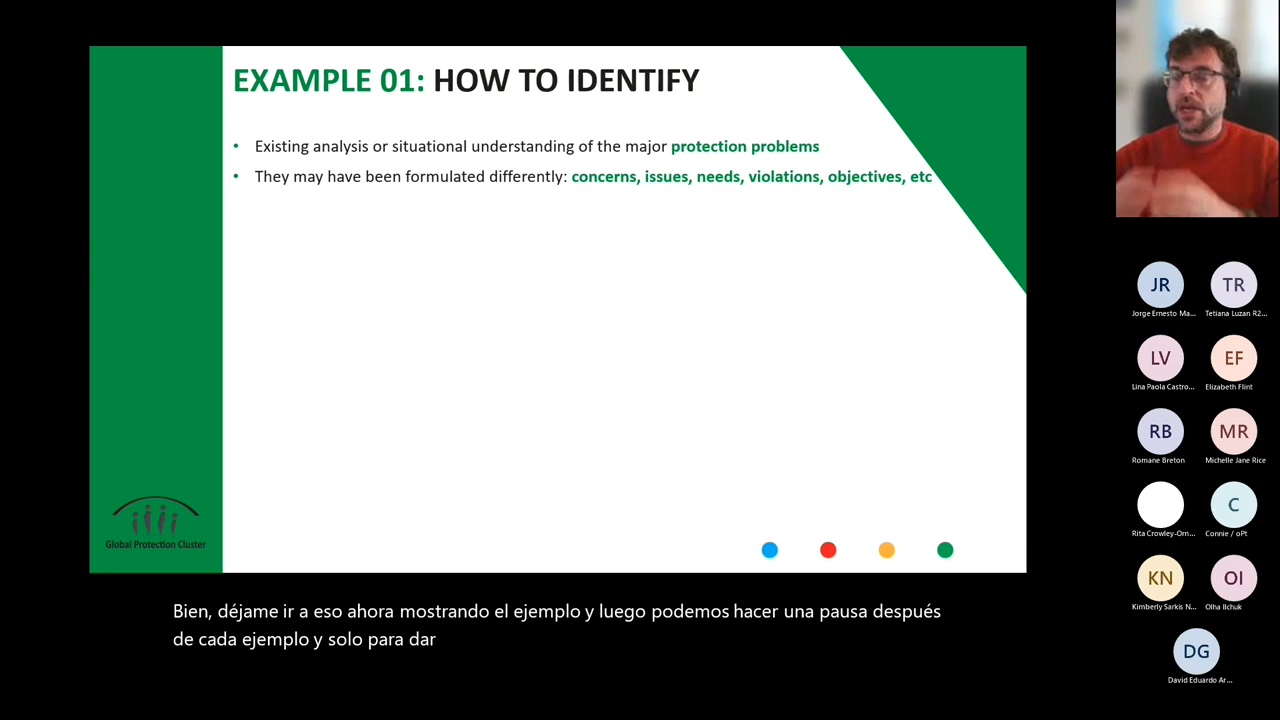 EXAMPLE 01: HOW TO IDENTIFY
• Existing analysis or situational understanding of the major protection problems
• They may have been formulated differently: concerns, issues, needs, violations, objectives, etc
Global Protection Cluster
JR
Jorge Ernesto Ma...
TR
Tetiana Luzan R2...
LV
Lina Paola Castro...
EF
Elizabeth Flint
RB
Romane Breton
MR
Michelle Jane Rice
Rita Crowley-Orn...
C
Connie / oPt
KN
Kimberly Sarkis N...
OI
Olha Ilchuk
DG
David Eduardo Ar...
Bien, déjame ir a eso ahora mostrando el ejemplo y luego podemos hacer una pausa después
de cada ejemplo y solo para dar